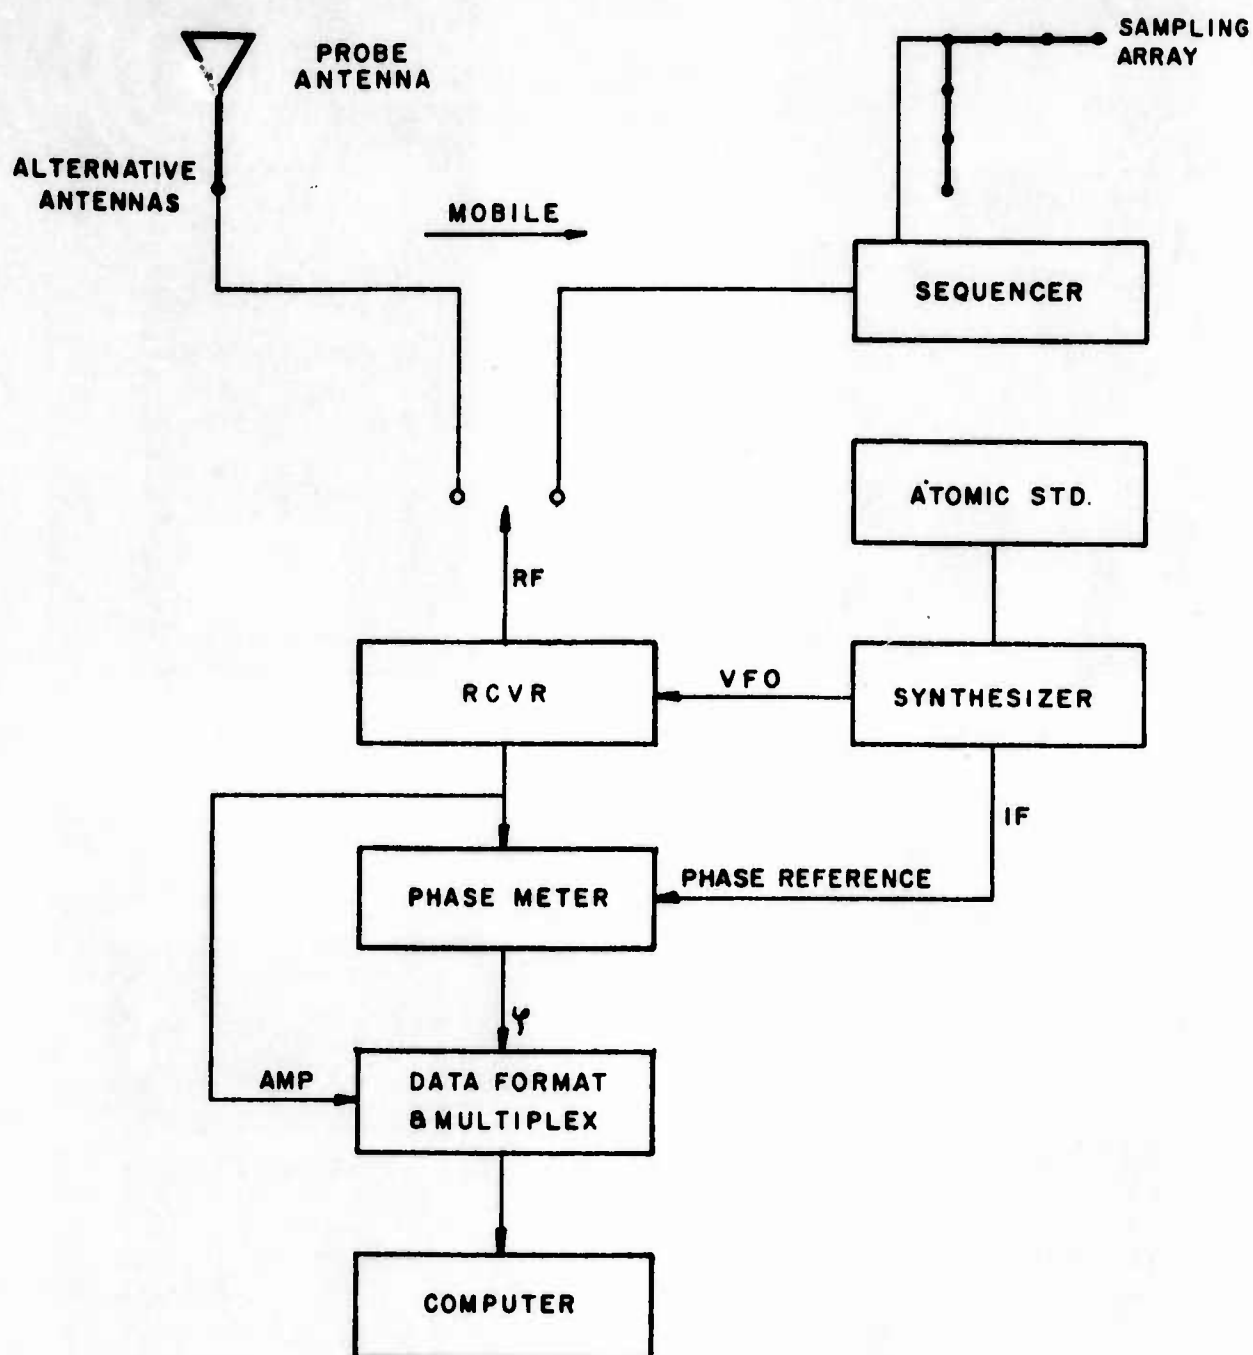 PROBE
ANTENNA
SAMPLING
ARRAY
ALTERNATIVE
ANTENNAS
MOBILE
SEQUENCER
ATOMIC STD.
RF
RCVR
VFO
SYNTHESIZER
IF
PHASE METER
PHASE REFERENCE
φ
AMP
DATA FORMAT
& MULTIPLEX
COMPUTER